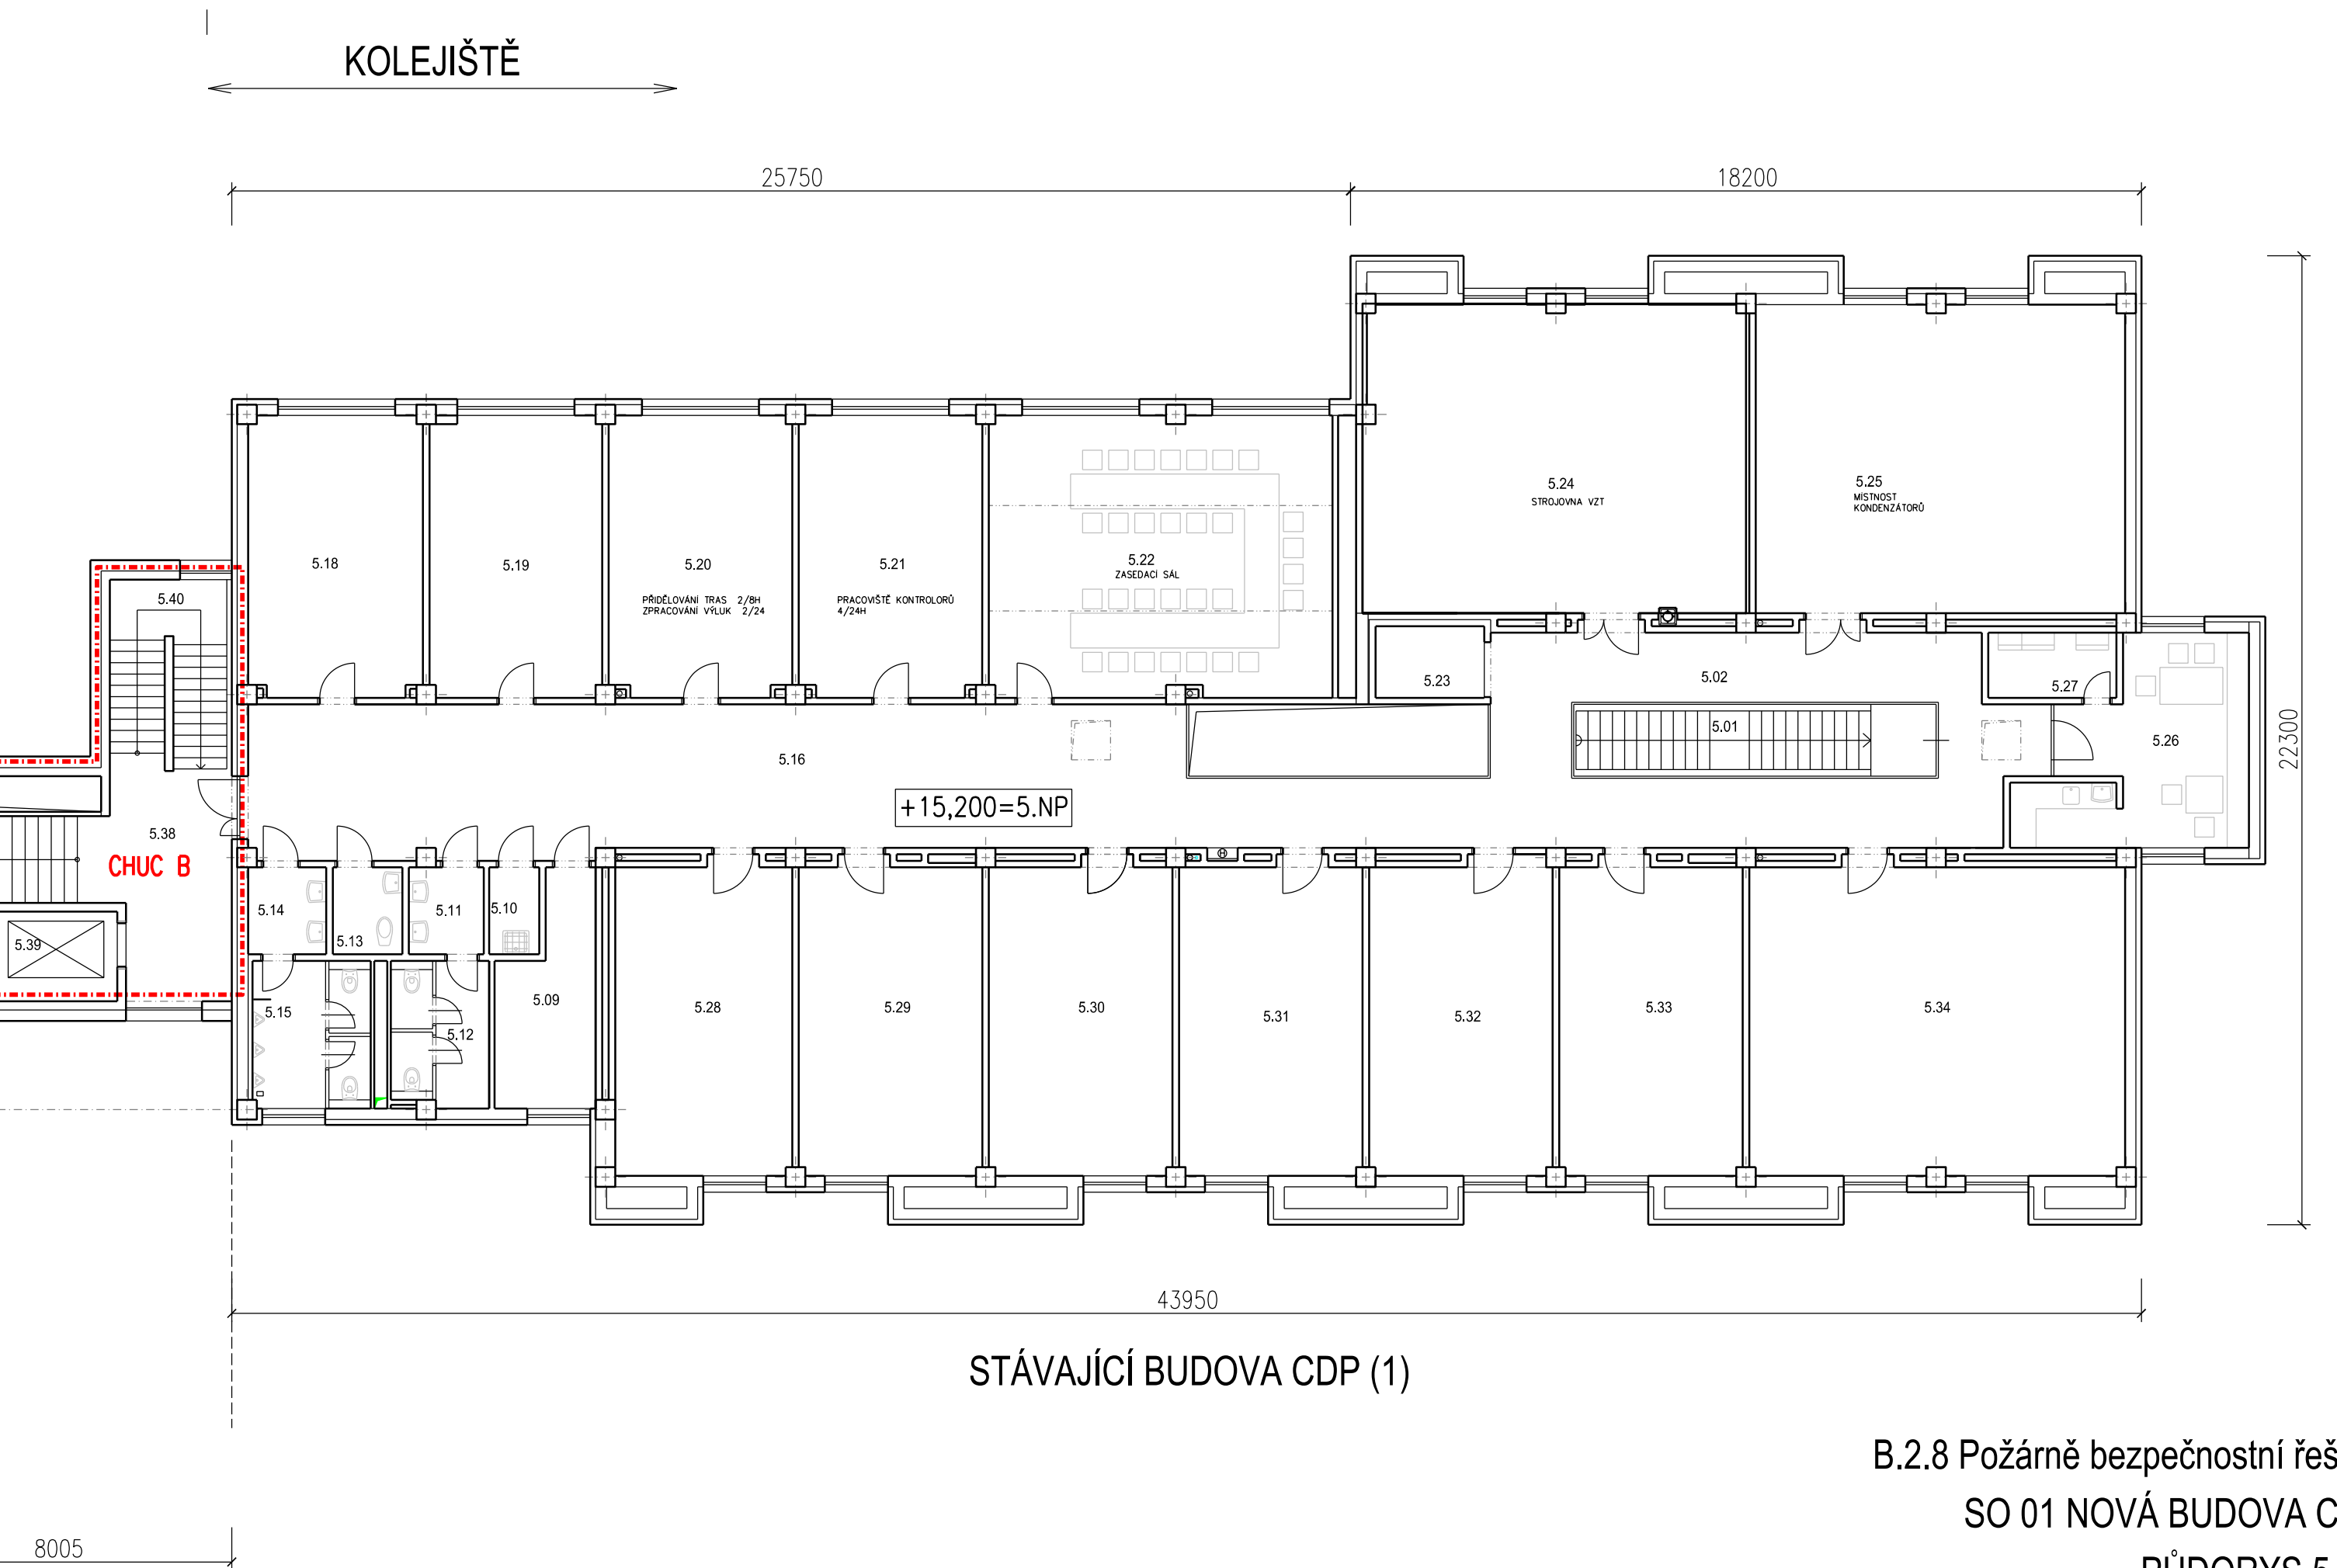 KOLEJIŠTĚ
25750
18200
5.24
STROJOVNA VZT
5.25
MÍSTNOST
KONDENZÁTORŮ
5.18
5.19
5.20
PŘIDĚLOVÁNÍ TRAS 2/8H
ZPRACOVÁNÍ VÝLUK 2/24
5.21
PRACOVIŠTĚ KONTROLORŮ
4/24H
5.22
ZASEDACÍ SÁL
5.40
5.23
5.02
5.27
5.01
5.26
22300
5.16
+15,200=5.NP
5.38
CHUC B
5.39
5.14
5.13
5.11
5.10
5.15
5.12
5.09
5.28
5.29
5.30
5.31
5.32
5.33
5.34
43950
STÁVAJÍCÍ BUDOVA CDP (1)
B.2.8 Požárně bezpečnostní řeš
SO 01 NOVÁ BUDOVA C
8005
PŮDORYS 5